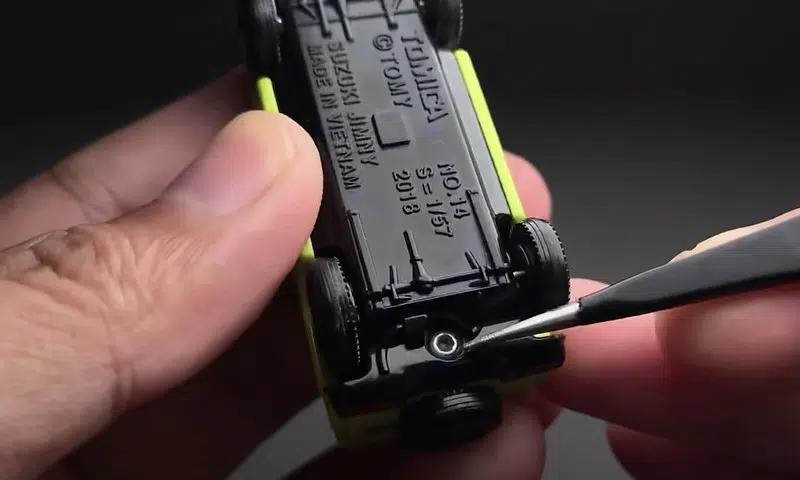 TOMICA
© TOMY
SUZUKI JIMNY
MADE IN VIETNAM
NO.14
S = 1/57
2018